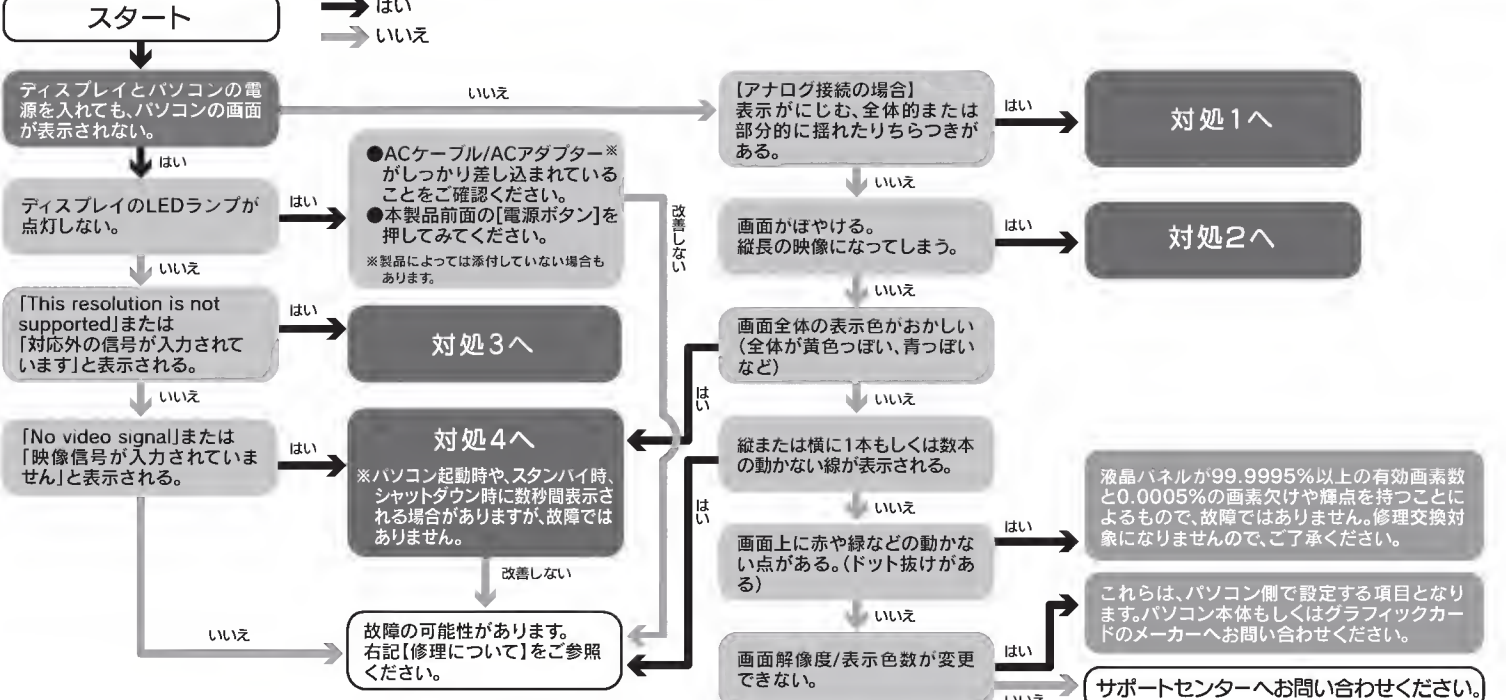 スタート
はい
いいえ
ディスプレイとパソコンの電
源を入れても、パソコンの画面
が表示されない。
いいえ
はい
ディスプレイのLEDランプが
点灯しない。
はい
●ACケーブル/ACアダプター※
がしっかり差し込まれている
ことをご確認ください。
●本製品前面の[電源ボタン]を
押してみてください。
※製品によっては添付していない場合も
あります。
改善しない
いいえ
「This resolution is not
supported」または
「対応外の信号が入力されて
います」と表示される。
はい
対処3へ
いいえ
「No video signal」または
「映像信号が入力されていま
せん」と表示される。
はい
対処4へ
※パソコン起動時や、スタンバイ時、
シャットダウン時に数秒間表示さ
れる場合がありますが、故障では
ありません。
改善しない
いいえ
故障の可能性があります。
右記【修理について】をご参照
ください。
【アナログ接続の場合】
表示がにじむ、全体的または
部分的に揺れたりちらつきが
ある。
はい
対処1へ
いいえ
画面がぼやける。
縦長の映像になってしまう。
はい
対処2へ
いいえ
画面全体の表示色がおかしい
(全体が黄色っぽい、青っぽい
など)
はい
いいえ
縦または横に1本もしくは数本
の動かない線が表示される。
はい
いいえ
画面上に赤や緑などの動かな
い点がある。(ドット抜けがあ
る)
はい
液晶パネルが99.9995%以上の有効画素数
と0.0005%の画素欠けや輝点を持つことに
よるもので、故障ではありません。修理交換対
象になりませんので、ご了承ください。
いいえ
画面解像度/表示色数が変更
できない。
はい
これらは、パソコン側で設定する項目となり
ます。パソコン本体もしくはグラフィックカー
ドのメーカーへお問い合わせください。
いいえ
サポートセンターへお問い合わせください。